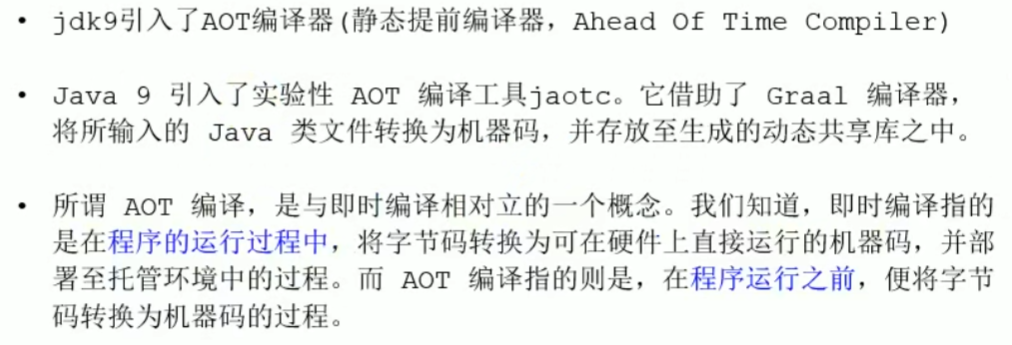 • jdk9引入了AOT编译器(静态提前编译器，Ahead Of Time Compiler)
• Java 9 引入了实验性 AOT 编译工具jaotc。它借助了 Graal 编译器，
将所输入的 Java 类文件转换为机器码，并存放至生成的动态共享库之中。
• 所谓 AOT 编译，是与即时编译相对立的一个概念。我们知道，即时编译指的
是在程序的运行过程中，将字节码转换为可在硬件上直接运行的机器码，并部
署至托管环境中的过程。而 AOT 编译指的则是，在程序运行之前，便将字节
码转换为机器码的过程。